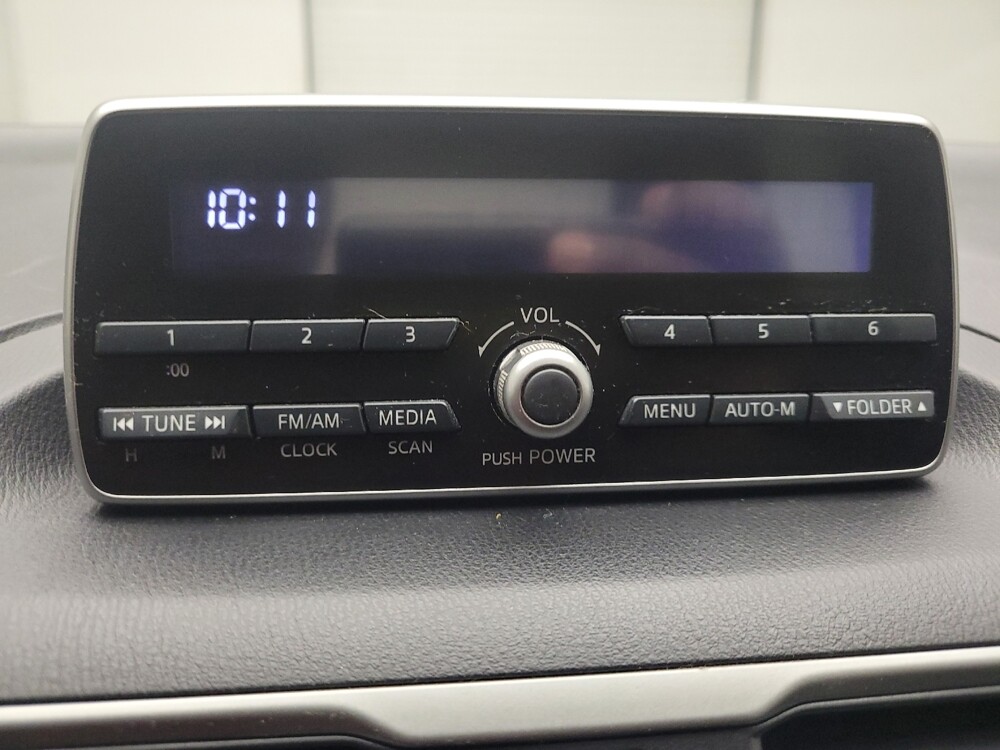 10:11
VOL
1 2 3 4 5 6
:00
⏮ TUNE ⏭ FM/AM MEDIA MENU AUTO-M ▼ FOLDER ▲
H M CLOCK SCAN
PUSH POWER